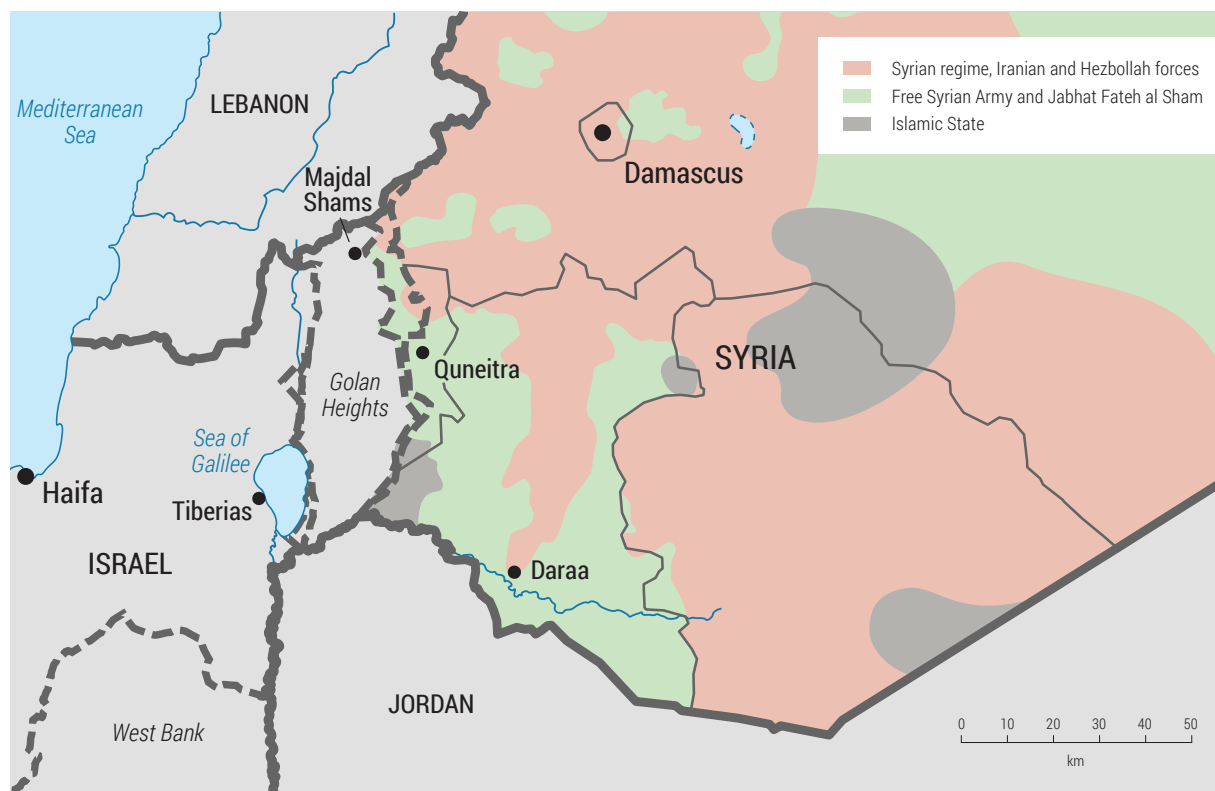 Syrian regime, Iranian and Hezbollah forces
Free Syrian Army and Jabhat Fateh al Sham
Islamic State
Mediterranean
Sea
LEBANON
Majdal
Shams
Damascus
SYRIA
Quneitra
Golan
Heights
Sea of
Galilee
Haifa
Tiberias
ISRAEL
Daraa
JORDAN
West Bank
0 10 20 30 40 50
km